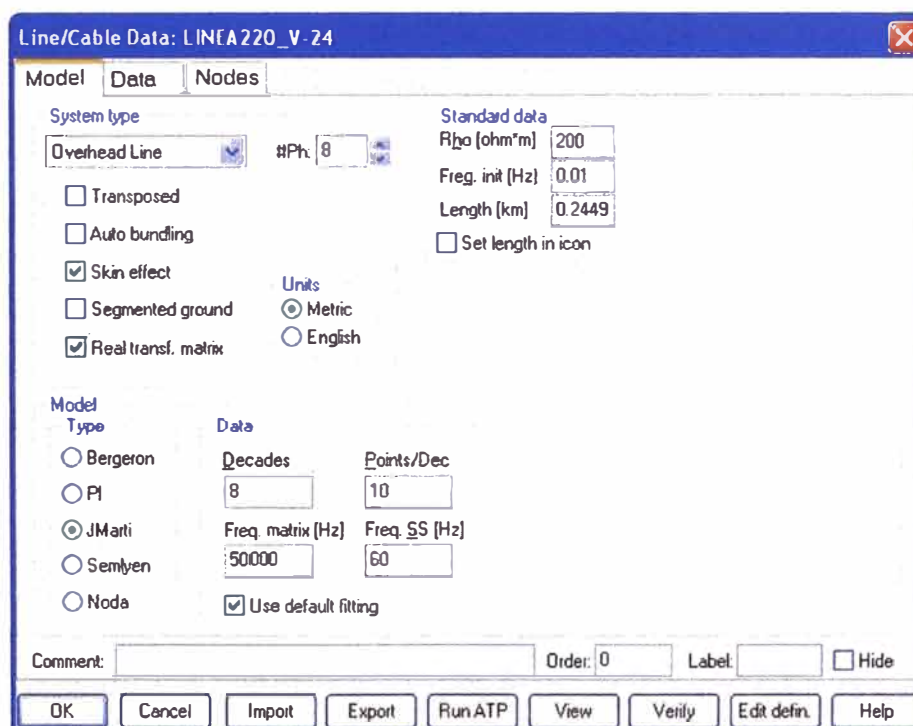 Line/Cable Data: LINEA220_V-24
Model Data Nodes
System type
Overhead Line #Ph: 8
Transposed
Auto bundling
Skin effect
Segmented ground
Real transf. matrix
Units
Metric
English
Standard data
Rho [ohm*m] 200
Freq. init [Hz] 0.01
Length [km] 0.2449
Set length in icon
Model
Type
Bergeron
PI
JMarti
Semlyen
Noda
Data
Decades Points/Dec
8 10
Freq. matrix [Hz] Freq. SS [Hz]
50000 60
Use default fitting
Comment: Order: 0 Label: Hide
OK Cancel Import Export Run ATP View Verify Edit defin. Help